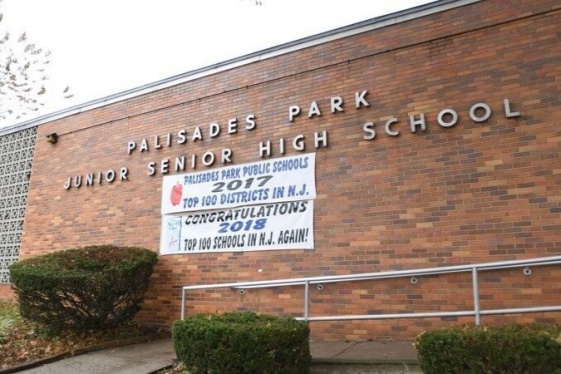 PALISADES PARK
JUNIOR SENIOR HIGH SCHOOL
PALISADES PARK PUBLIC SCHOOLS
2017
TOP 100 DISTRICTS IN N.J.
CONGRATULATIONS
2018
TOP 100 SCHOOLS IN N.J. AGAIN!